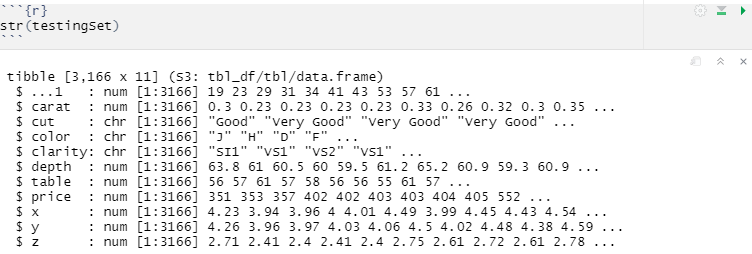 ```{r}
str(testingSet)
```
tibble [3,166 x 11] (S3: tbl_df/tbl/data.frame)
$ ...1   : num [1:3166] 19 23 29 31 34 41 43 53 57 61 ...
$ carat  : num [1:3166] 0.3 0.23 0.23 0.23 0.23 0.33 0.26 0.32 0.3 0.35 ...
$ cut    : chr [1:3166] "Good" "Very Good" "Very Good" "Very Good" ...
$ color  : chr [1:3166] "J" "H" "D" "F" ...
$ clarity: chr [1:3166] "SI1" "VS1" "VS2" "VS1" ...
$ depth  : num [1:3166] 63.8 61 60.5 60 59.5 61.2 65.2 60.9 59.3 60.9 ...
$ table  : num [1:3166] 56 57 61 57 58 56 56 55 61 57 ...
$ price  : num [1:3166] 351 353 357 402 402 403 403 404 405 552 ...
$ x      : num [1:3166] 4.23 3.94 3.96 4 4.01 4.49 3.99 4.45 4.43 4.54 ...
$ y      : num [1:3166] 4.26 3.96 3.97 4.03 4.06 4.5 4.02 4.48 4.38 4.59 ...
$ z      : num [1:3166] 2.71 2.41 2.4 2.41 2.4 2.75 2.61 2.72 2.61 2.78 ...